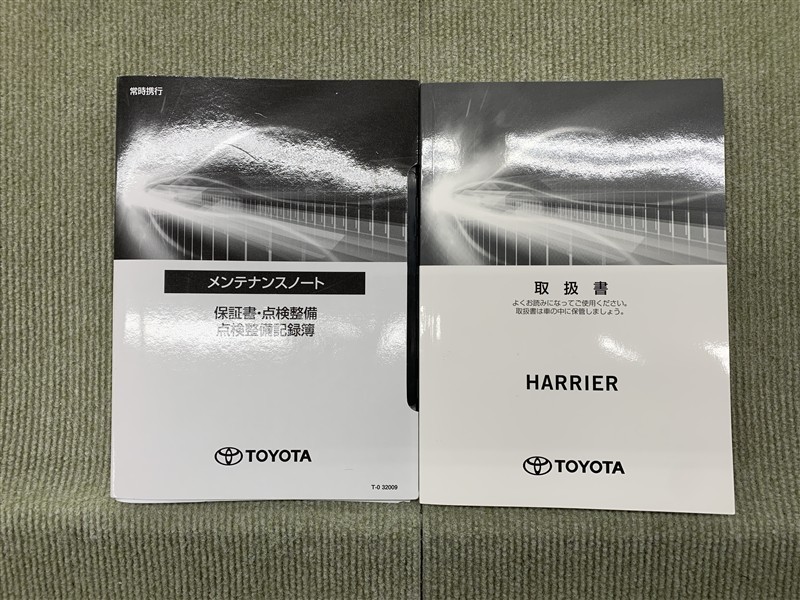 常時携行
メンテナンスノート
保証書・点検整備
点検整備記録簿
TOYOTA
T-0 32009
取扱書
よくお読みになってご使用ください。
取扱書は車の中に保管しましょう。
HARRIER
TOYOTA